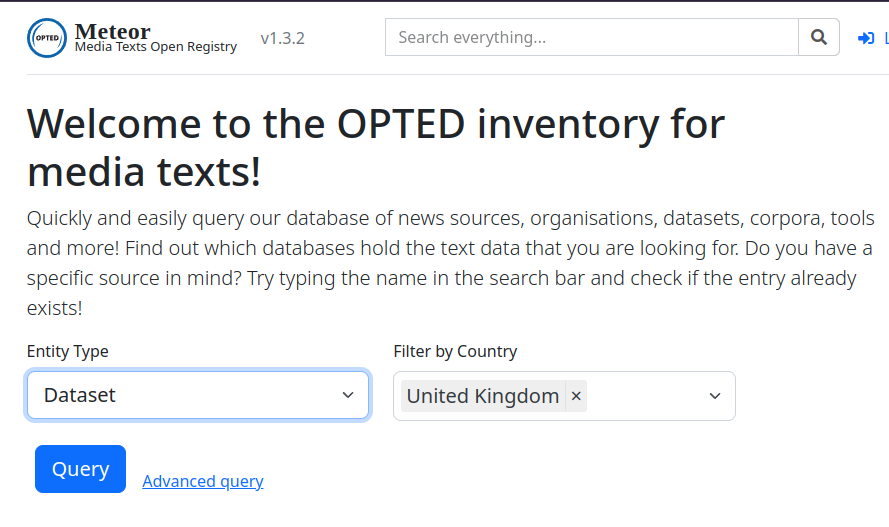 OPTED
Meteor
Media Texts Open Registry
v1.3.2
Search everything...
Welcome to the OPTED inventory for
media texts!
Quickly and easily query our database of news sources, organisations, datasets, corpora, tools
and more! Find out which databases hold the text data that you are looking for. Do you have a
specific source in mind? Try typing the name in the search bar and check if the entry already
exists!
Entity Type
Filter by Country
Dataset
United Kingdom ×
Query
Advanced query